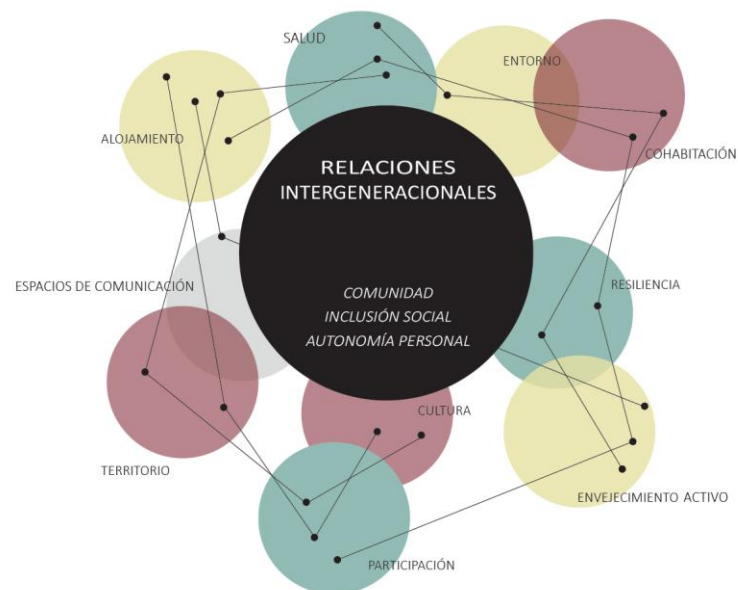 SALUD
ENTORNO
ALOJAMIENTO
COHABITACIÓN
RELACIONES
INTERGENERACIONALES
ESPACIOS DE COMUNICACIÓN
RESILIENCIA
COMUNIDAD
INCLUSIÓN SOCIAL
AUTONOMÍA PERSONAL
CULTURA
TERRITORIO
ENVEJECIMIENTO ACTIVO
PARTICIPACIÓN